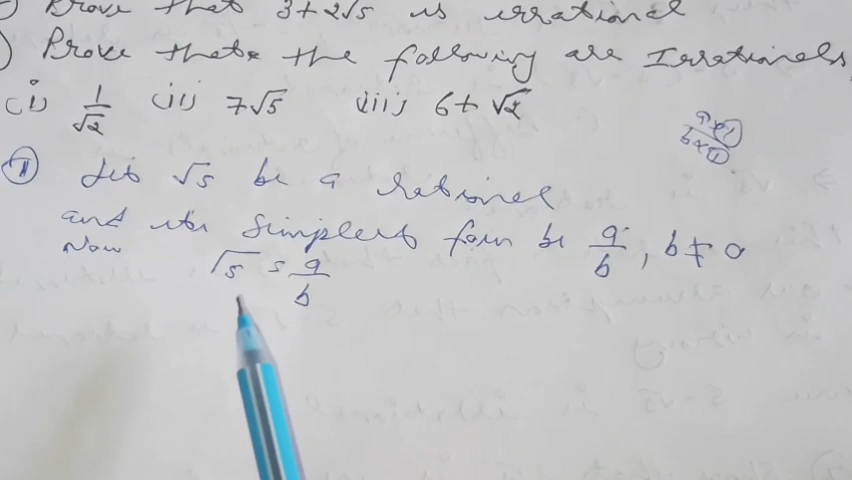 Prove that 3+2√5 is irrational
) Prove that the following are Irrationals
(i) 1/√2 (ii) 7√5 (iii) 6+√2
① Let √5 be a rational
and its simplest form be a/b, b≠0
Now √5 = a/b